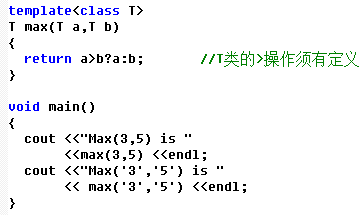 template<class T>
T max(T a,T b)
{
  return a>b?a:b;       //T类的>操作须有定义
}

void main()
{
  cout <<"Max(3,5) is "
       <<max(3,5) <<endl;
  cout <<"Max('3','5') is "
       << max('3','5') <<endl;
}